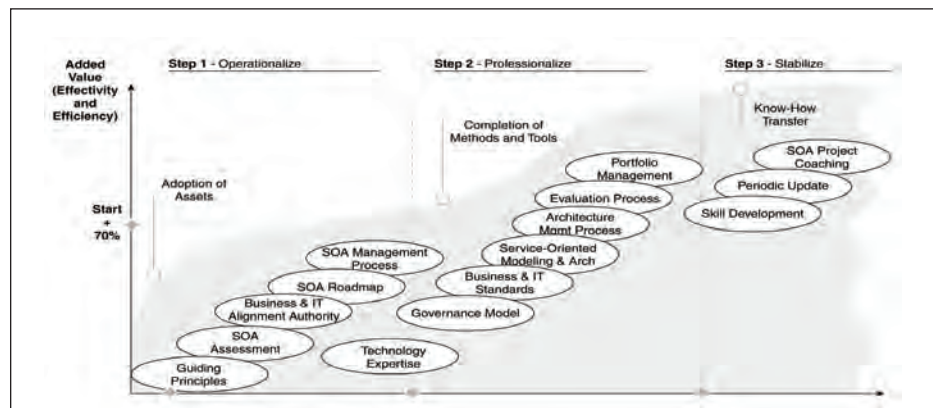 Added
Value
(Effectivity
and
Efficiency)
Start
+
70%
Step 1 - Operationalize
Adoption of
Assets
SOA Management
Process
SOA Roadmap
Business & IT
Alignment Authority
SOA
Assessment
Guiding
Principles
Technology
Expertise
Step 2 - Professionalize
Completion of
Methods and Tools
Portfolio
Management
Evaluation Process
Architecture
Mgmt Process
Service-Oriented
Modeling & Arch
Business & IT
Standards
Governance Model
Step 3 - Stabilize
Know-How
Transfer
SOA Project
Coaching
Periodic Update
Skill Development